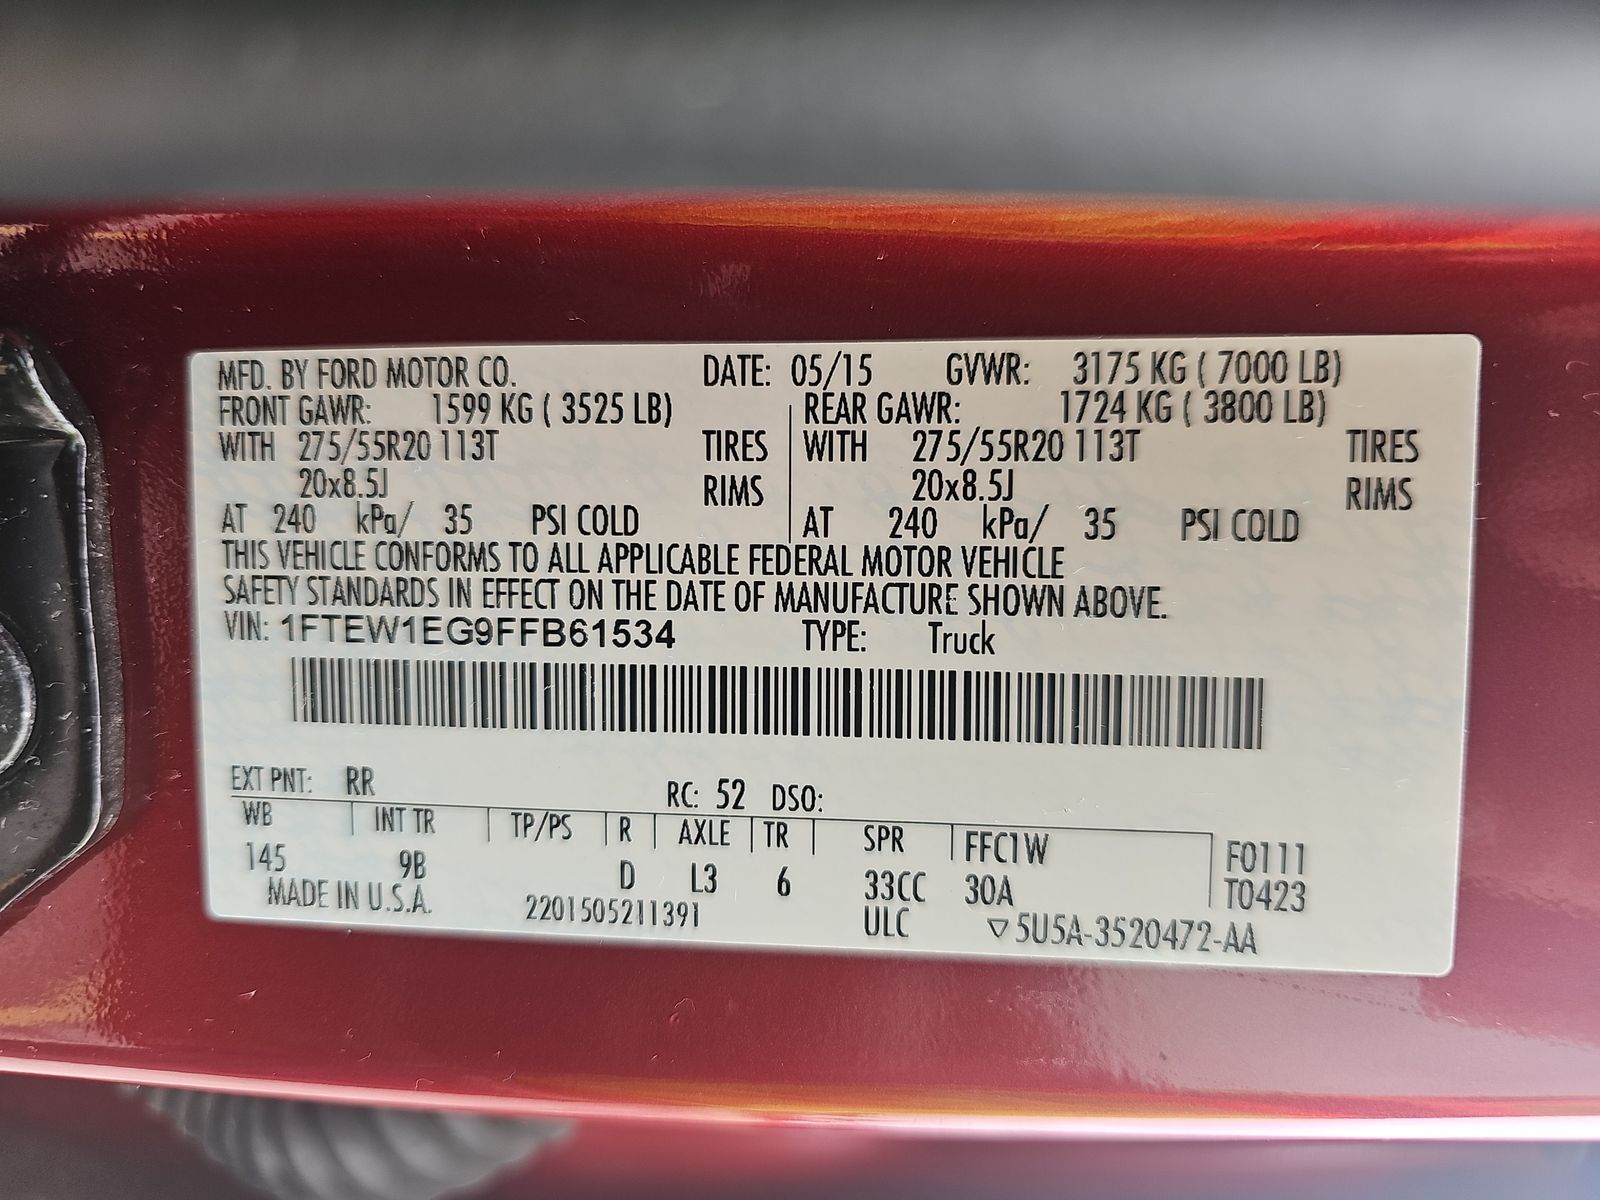 MFD. BY FORD MOTOR CO. DATE: 05/15 GVWR: 3175 KG ( 7000 LB)
FRONT GAWR: 1599 KG ( 3525 LB) REAR GAWR: 1724 KG ( 3800 LB)
WITH 275/55R20 113T TIRES WITH 275/55R20 113T TIRES
20x8.5J RIMS 20x8.5J RIMS
AT 240 kPa/ 35 PSI COLD AT 240 kPa/ 35 PSI COLD
THIS VEHICLE CONFORMS TO ALL APPLICABLE FEDERAL MOTOR VEHICLE
SAFETY STANDARDS IN EFFECT ON THE DATE OF MANUFACTURE SHOWN ABOVE.
VIN: 1FTEW1EG9FFB61534 TYPE: Truck
EXT PNT: RR RC: 52 DSO:
WB INT TR TP/PS R AXLE TR SPR FFC1W F0111
145 9B D L3 6 33CC 30A T0423
MADE IN U.S.A. 2201505211391 ULC ▽5U5A-3520472-AA